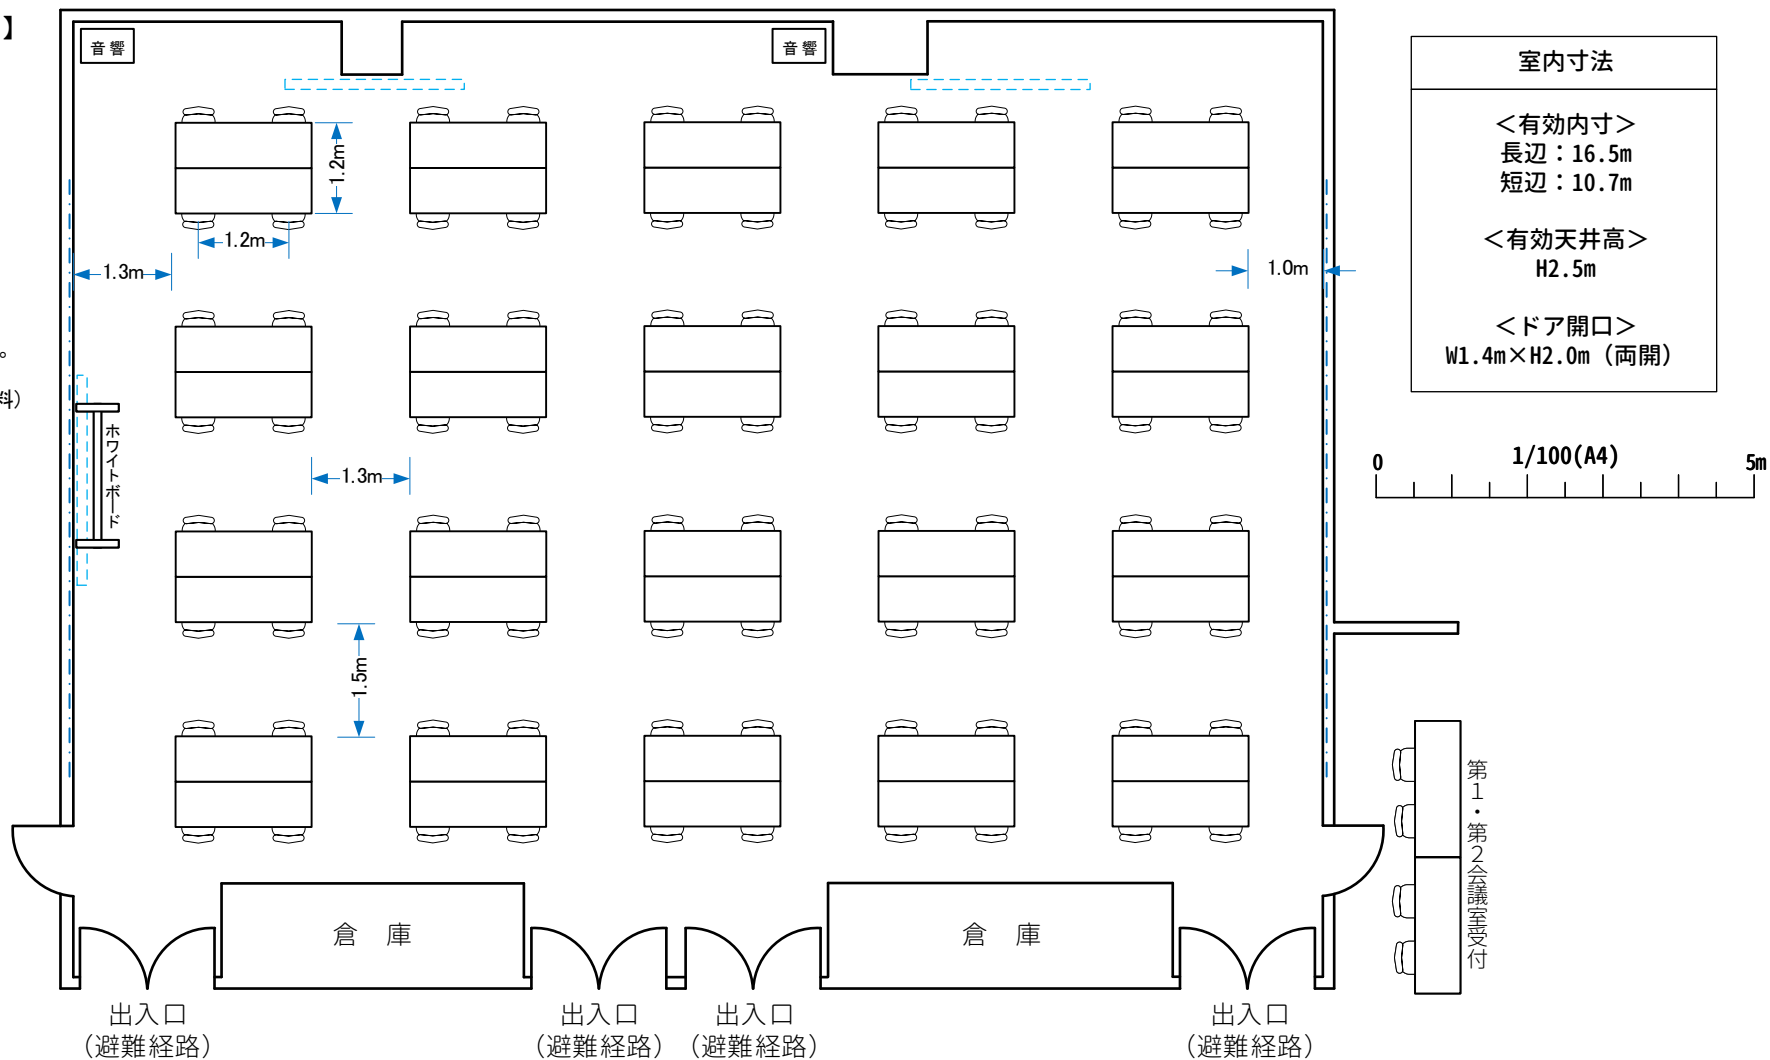 】
音響
音響
1.2m
1.2m
1.3m
1.0m
。
料）
ホワイトボード
1.3m
1.5m
倉庫
倉庫
出入口
（避難経路）
出入口
（避難経路）
出入口
（避難経路）
出入口
（避難経路）
室内寸法
＜有効内寸＞
長辺：16.5m
短辺：10.7m
＜有効天井高＞
H2.5m
＜ドア開口＞
W1.4m×H2.0m（両開）
0
1/100(A4)
5m
第1・第2会議室受付